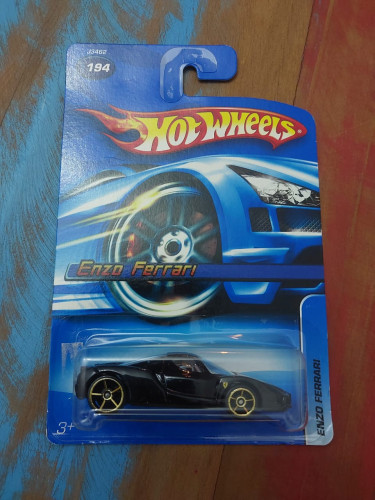 194
HOT WHEELS
Enzo Ferrari
ENZO FERRARI
3+